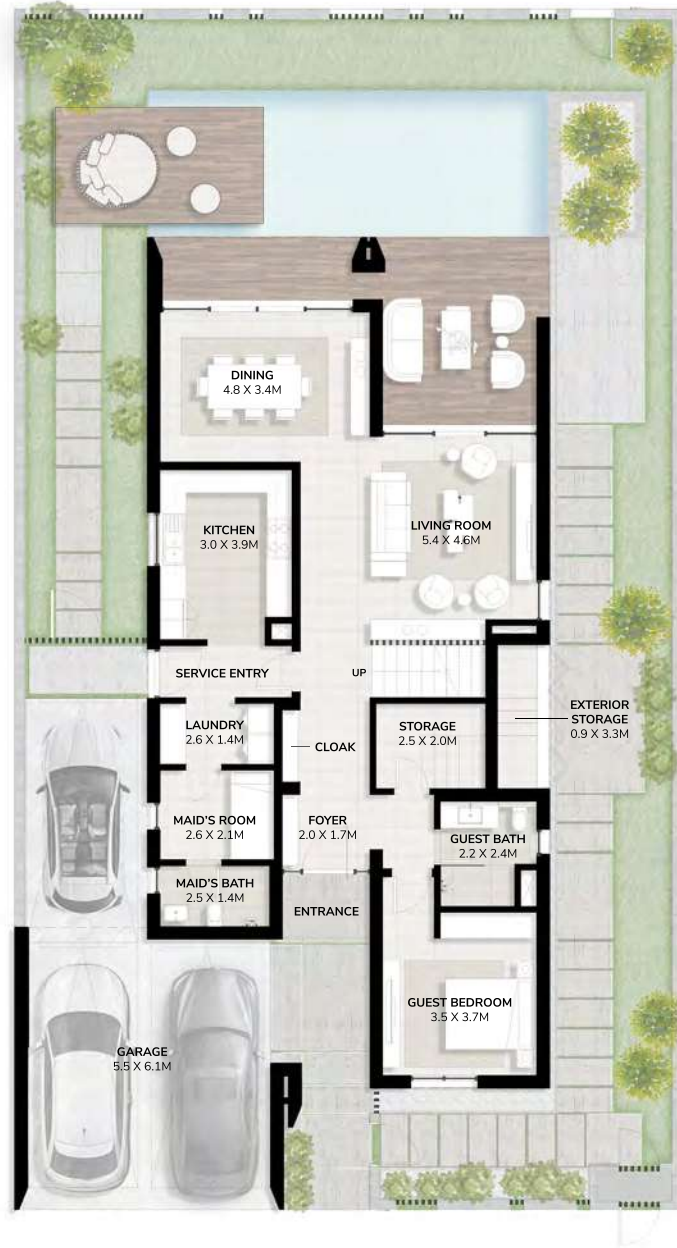 DINING
4.8 X 3.4M
KITCHEN
3.0 X 3.9M
LIVING ROOM
5.4 X 4.6M
SERVICE ENTRY
UP
LAUNDRY
2.6 X 1.4M
CLOAK
STORAGE
2.5 X 2.0M
EXTERIOR
STORAGE
0.9 X 3.3M
MAID'S ROOM
2.6 X 2.1M
FOYER
2.0 X 1.7M
GUEST BATH
2.2 X 2.4M
MAID'S BATH
2.5 X 1.4M
ENTRANCE
GUEST BEDROOM
3.5 X 3.7M
GARAGE
5.5 X 6.1M